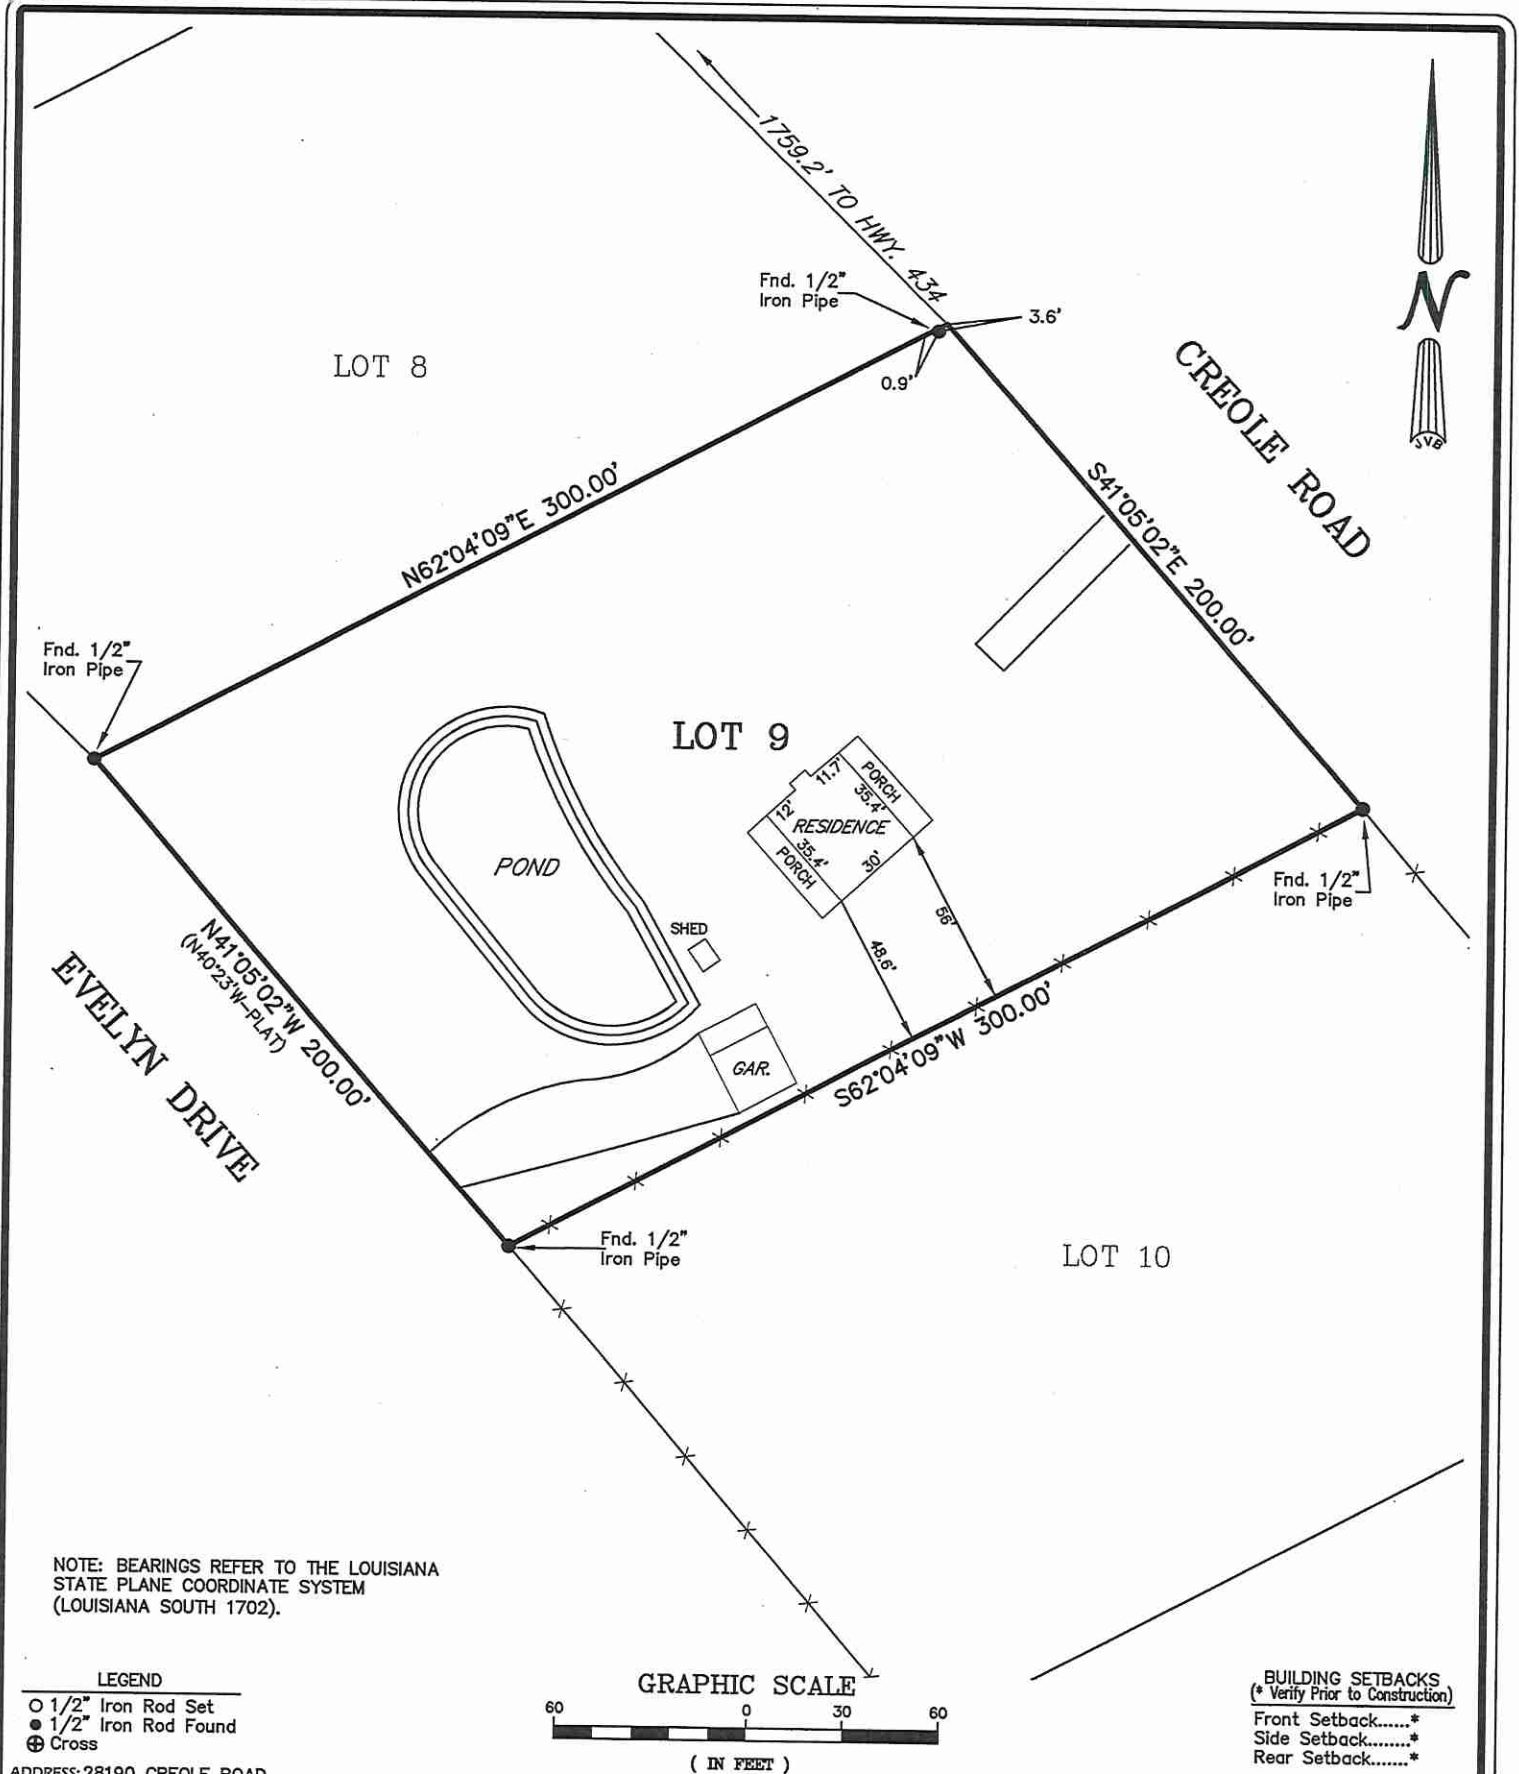 1759.2' TO HWY. 434
N
JVB
Fnd. 1/2"
Iron Pipe
3.6'
0.9'
LOT 8
CREOLE ROAD
S41°05'02"E 200.00'
N62°04'09"E 300.00'
Fnd. 1/2"
Iron Pipe
LOT 9
PORCH
11.7'
35.4'
12'
RESIDENCE
35.4'
PORCH
30'
POND
56'
48.6'
SHED
Fnd. 1/2"
Iron Pipe
N41°05'02"W 200.00'
(N40°23'W-PLAT)
EVELYN DRIVE
GAR.
S62°04'09"W 300.00'
Fnd. 1/2"
Iron Pipe
LOT 10
NOTE: BEARINGS REFER TO THE LOUISIANA
STATE PLANE COORDINATE SYSTEM
(LOUISIANA SOUTH 1702).
LEGEND
1/2" Iron Rod Set
1/2" Iron Rod Found
Cross
GRAPHIC SCALE
60 0 30 60
( IN FEET )
BUILDING SETBACKS
(* Verify Prior to Construction)
Front Setback......*
Side Setback........*
Rear Setback.......*
ADDRESS: 28190 CREOLE ROAD